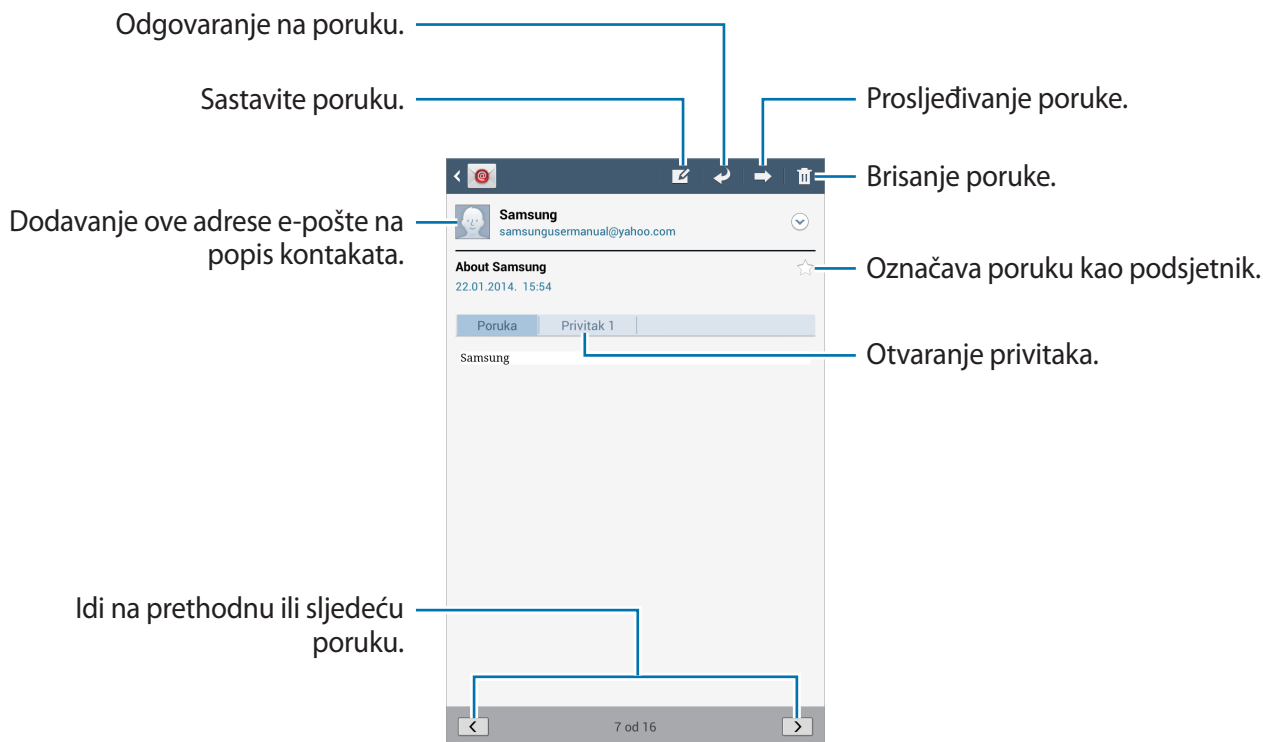 Odgovaranje na poruku.
Sastavite poruku.
Prosljeđivanje poruke.
Brisanje poruke.
Dodavanje ove adrese e-pošte na
popis kontakata.
Samsung
samsungusermanual@yahoo.com
About Samsung
22.01.2014. 15:54
Označava poruku kao podsjetnik.
Poruka
Privitak 1
Samsung
Otvaranje privitaka.
Idi na prethodnu ili sljedeću
poruku.
7 od 16